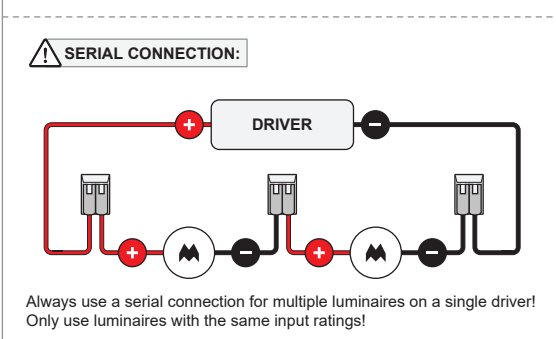 SERIAL CONNECTION:
DRIVER
Always use a serial connection for multiple luminaires on a single driver!
Only use luminaires with the same input ratings!